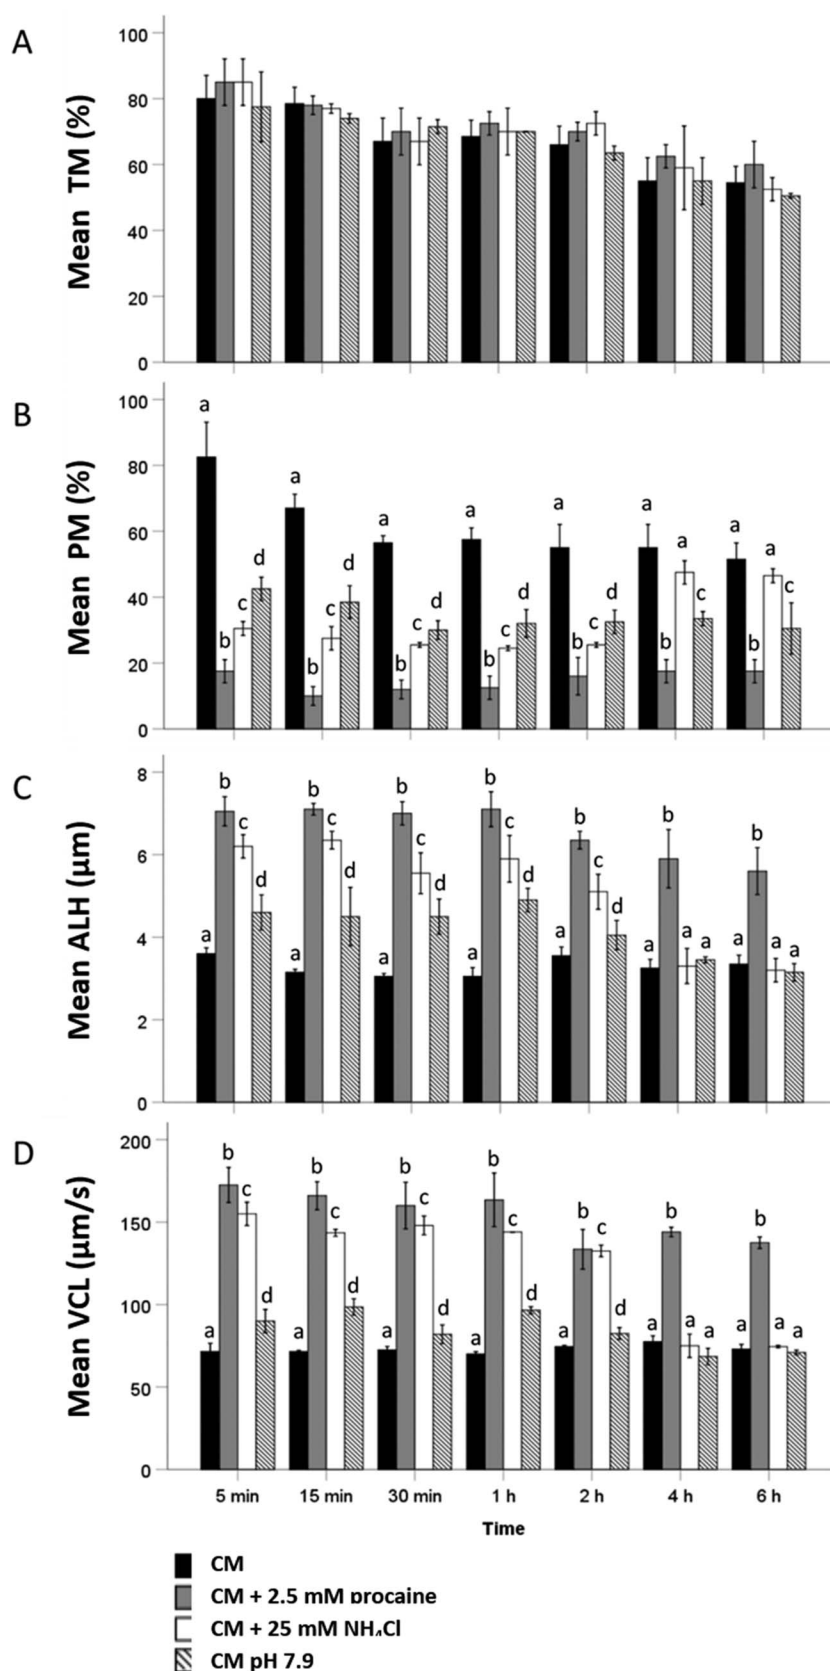 A
Mean TM (%)
100
80
60
40
20
0
B
Mean PM (%)
100
80
60
40
20
0
a b c d
a b c d
a b c d
a b c d
a b c d
a b a c
a b a c
C
Mean ALH (µm)
8
6
4
2
0
a b c d
a b c d
a b c d
a b c d
a b c d
a b a a
a b a a
D
Mean VCL (µm/s)
200
150
100
50
0
a b c d
a b c d
a b c d
a b c d
a b c d
a b a a
a b a a
5 min 15 min 30 min 1 h 2 h 4 h 6 h
Time
CM
CM + 2.5 mM procaine
CM + 25 mM NH₄Cl
CM pH 7.9